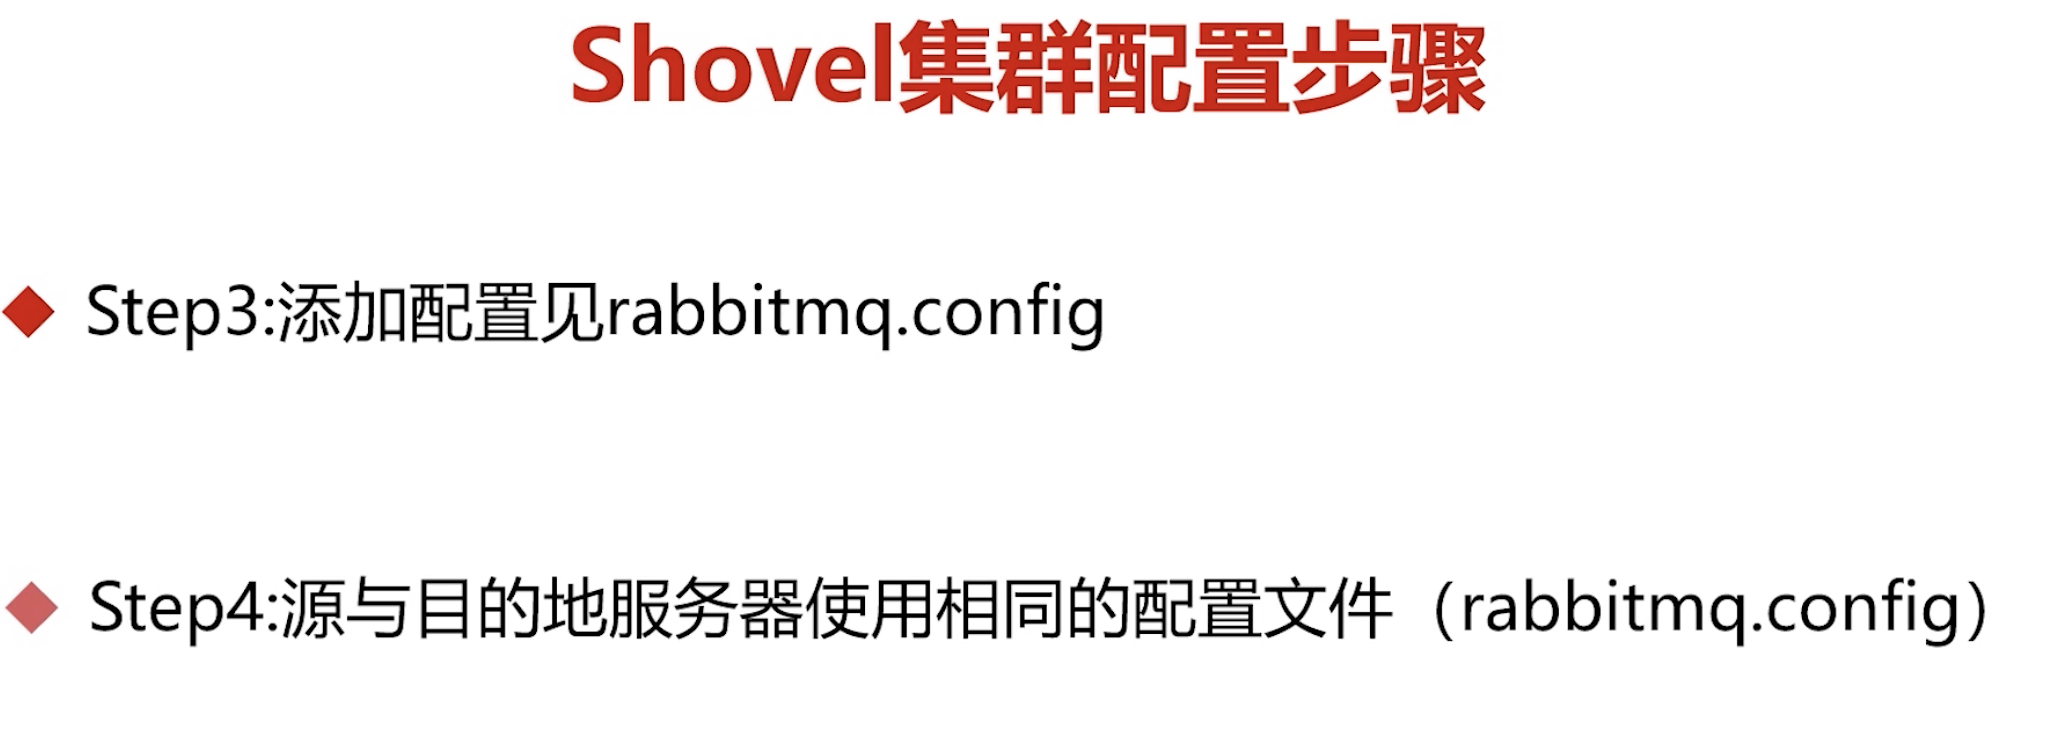 Shovel集群配置步骤
Step3:添加配置见rabbitmq.config
Step4:源与目的地服务器使用相同的配置文件（rabbitmq.config）